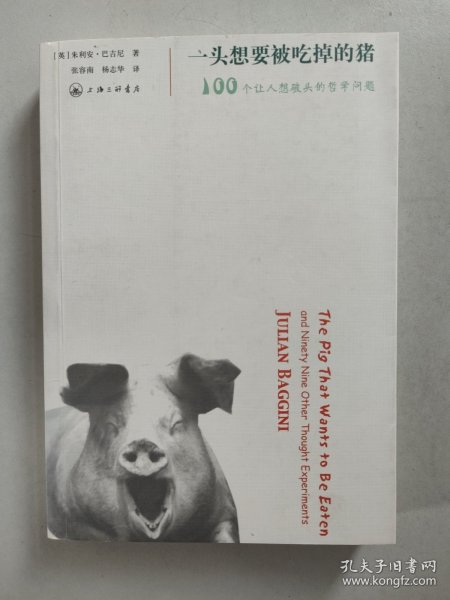 [英]朱利安·巴吉尼 著
张容南 杨志华 译
上海三联书店
一头想要被吃掉的猪
100个让人想破头的哲学问题
The Pig That Wants to Be Eaten
and Ninety Nine Other Thought Experiments
JULIAN BAGGINI
孔夫子旧书网
www.kongfz.com